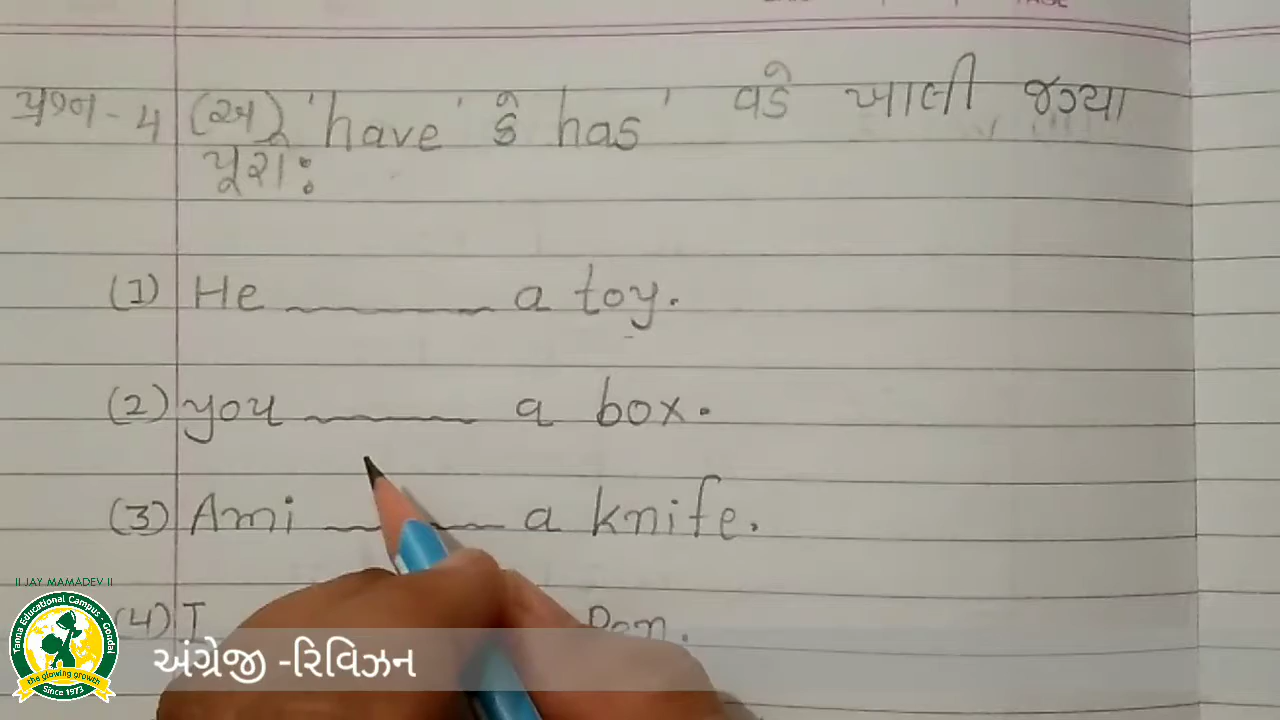 પ્રશ્ન - 4 (અ) 'have' કે 'has' વડે ખાલી જગ્યા
પૂરો:
(1) He ______ a toy.
(2) you ______ a box.
(3) Ami ______ a knife.
(4) I Pen.
II JAY MAMADEV II
Tanna Educational Campus - Gondal
the glowing growth
Since 1973
અંગ્રેજી -રિવિઝન